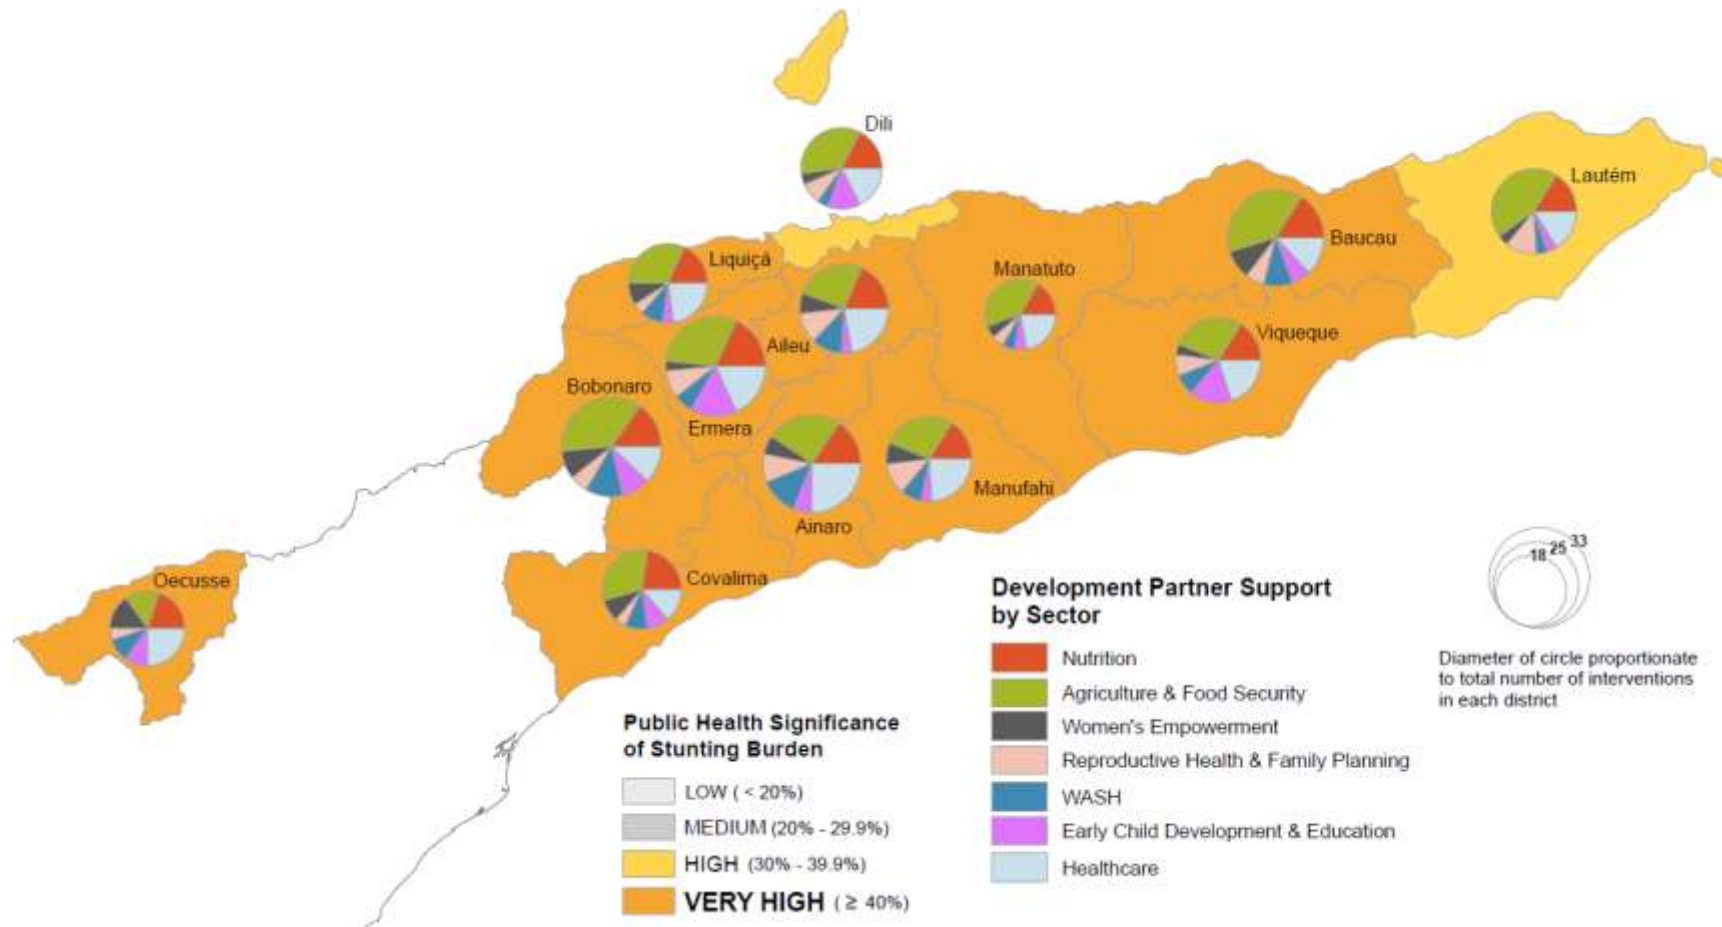 Dili
Lautém
Liquiçá
Baucau
Manatuto
Aileu
Viqueque
Bobonaro
Ermera
Manufahi
Ainaro
Oecusse
Covalima
Public Health Significance
of Stunting Burden
LOW ( < 20%)
MEDIUM (20% - 29.9%)
HIGH (30% - 39.9%)
VERY HIGH ( ≥ 40%)
Development Partner Support
by Sector
Nutrition
Agriculture & Food Security
Women's Empowerment
Reproductive Health & Family Planning
WASH
Early Child Development & Education
Healthcare
18 25 33
Diameter of circle proportionate
to total number of interventions
in each district